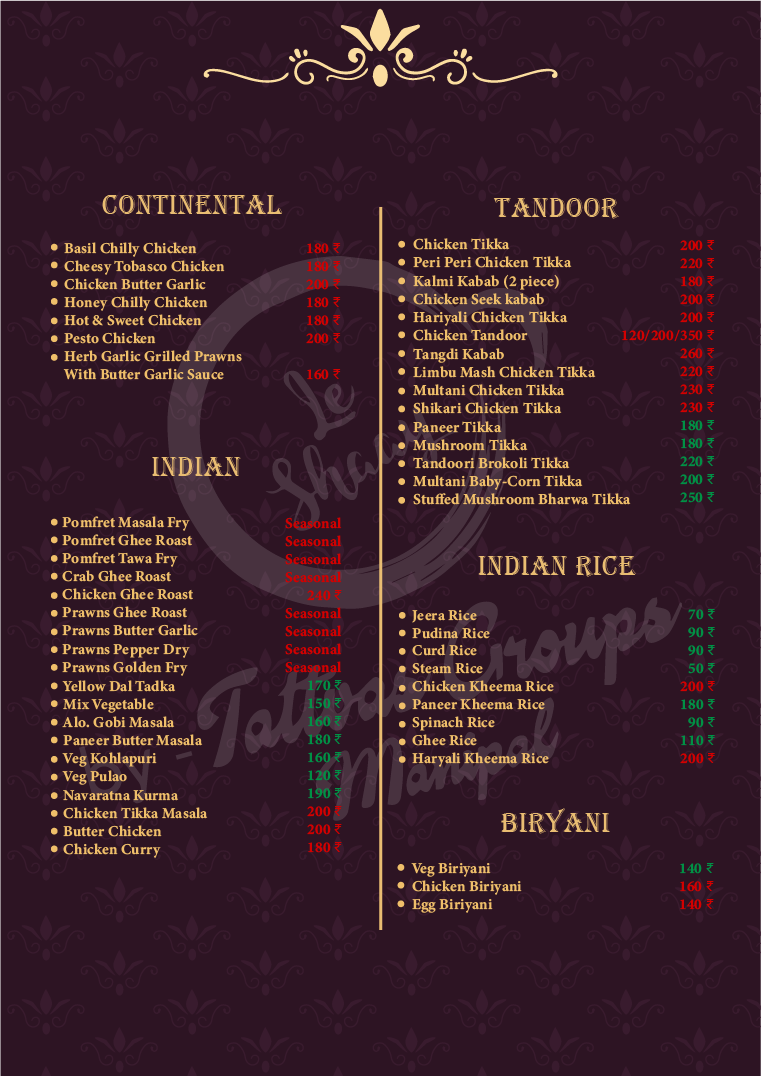 CONTINENTAL
Basil Chilly Chicken 180 ₹
Cheesy Tobasco Chicken 180 ₹
Chicken Butter Garlic 200 ₹
Honey Chilly Chicken 180 ₹
Hot & Sweet Chicken 180 ₹
Pesto Chicken 200 ₹
Herb Garlic Grilled Prawns
With Butter Garlic Sauce 160 ₹
INDIAN
Pomfret Masala Fry Seasonal
Pomfret Ghee Roast Seasonal
Pomfret Tawa Fry Seasonal
Crab Ghee Roast Seasonal
Chicken Ghee Roast 240 ₹
Prawns Ghee Roast Seasonal
Prawns Butter Garlic Seasonal
Prawns Pepper Dry Seasonal
Prawns Golden Fry Seasonal
Yellow Dal Tadka 170 ₹
Mix Vegetable 150 ₹
Alo. Gobi Masala 160 ₹
Paneer Butter Masala 180 ₹
Veg Kohlapuri 160 ₹
Veg Pulao 120 ₹
Navaratna Kurma 190 ₹
Chicken Tikka Masala 200 ₹
Butter Chicken 200 ₹
Chicken Curry 180 ₹
TANDOOR
Chicken Tikka 200 ₹
Peri Peri Chicken Tikka 220 ₹
Kalmi Kabab (2 piece) 180 ₹
Chicken Seek kabab 200 ₹
Hariyali Chicken Tikka 200 ₹
Chicken Tandoor 120/200/350 ₹
Tangdi Kabab 260 ₹
Limbu Mash Chicken Tikka 220 ₹
Multani Chicken Tikka 230 ₹
Shikari Chicken Tikka 230 ₹
Paneer Tikka 180 ₹
Mushroom Tikka 180 ₹
Tandoori Brokoli Tikka 220 ₹
Multani Baby-Corn Tikka 200 ₹
Stuffed Mushroom Bharwa Tikka 250 ₹
INDIAN RICE
Jeera Rice 70 ₹
Pudina Rice 90 ₹
Curd Rice 90 ₹
Steam Rice 50 ₹
Chicken Kheema Rice 200 ₹
Paneer Kheema Rice 180 ₹
Spinach Rice 90 ₹
Ghee Rice 110 ₹
Haryali Kheema Rice 200 ₹
BIRYANI
Veg Biriyani 140 ₹
Chicken Biriyani 160 ₹
Egg Biriyani 140 ₹
Le
By - Tattvas Groups
Manipal